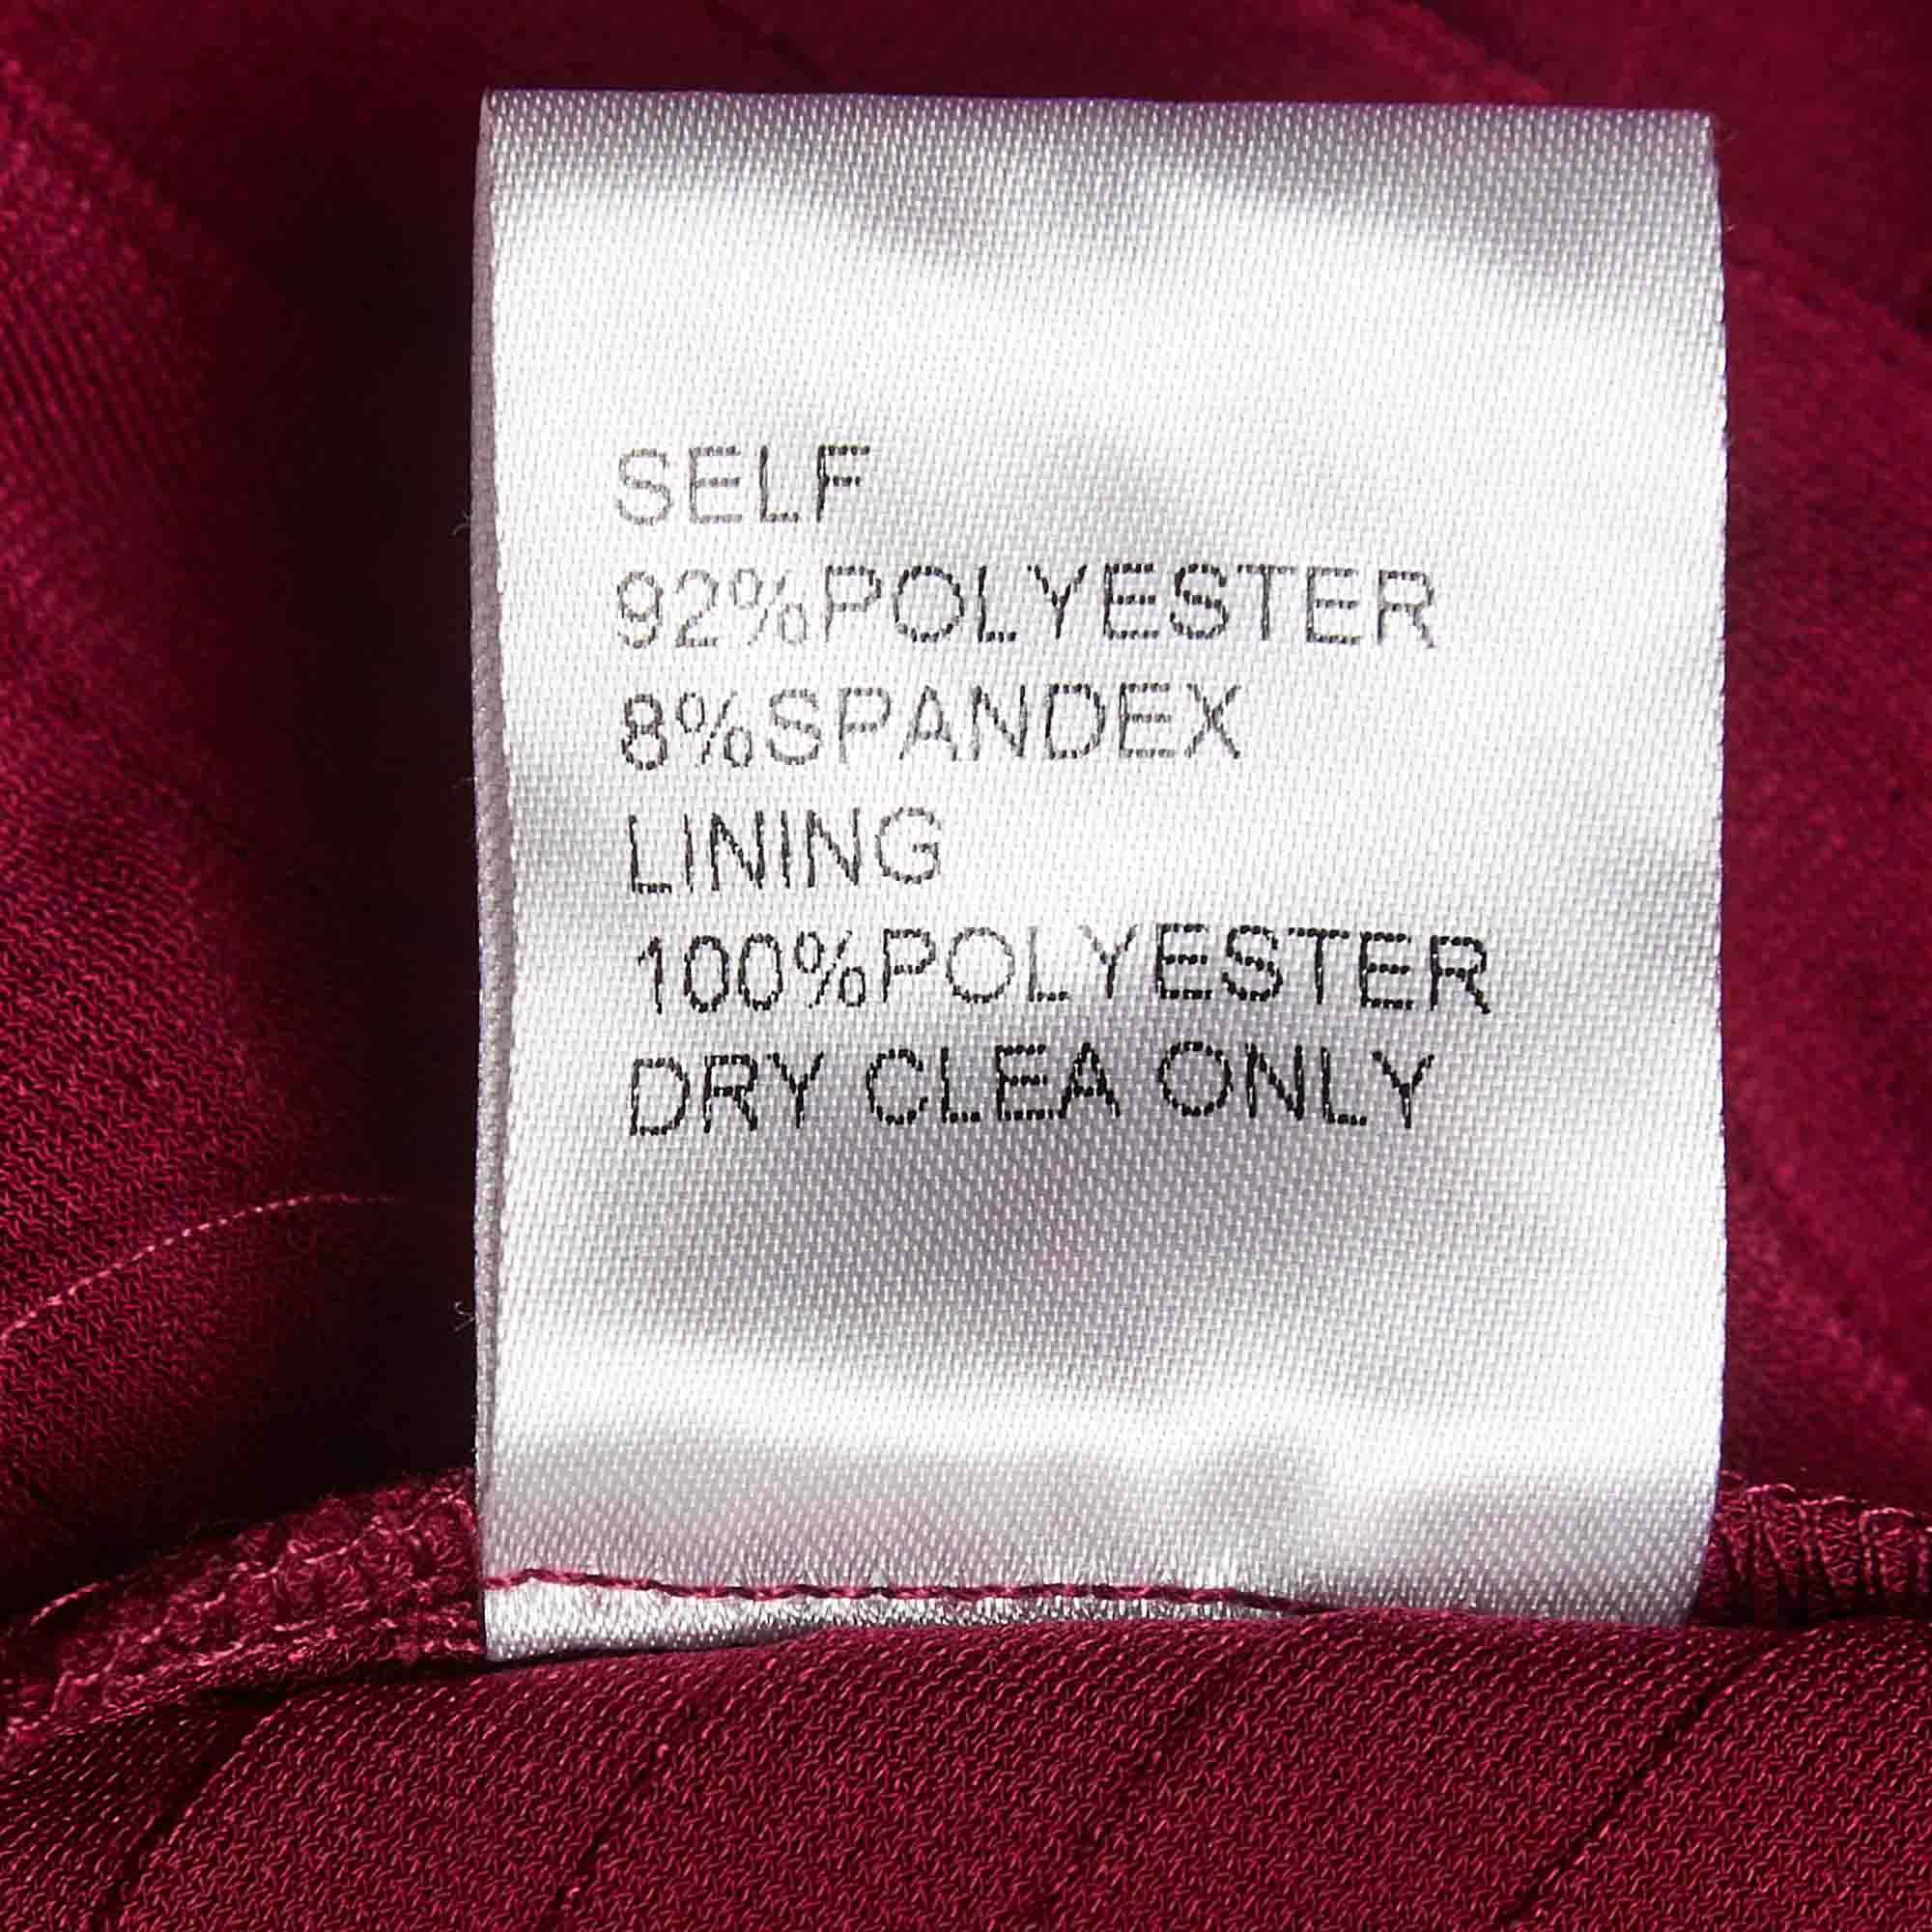 SELF
92%POLYESTER
8%SPANDEX
LINING
100%POLYESTER
DRY CLEA ONLY